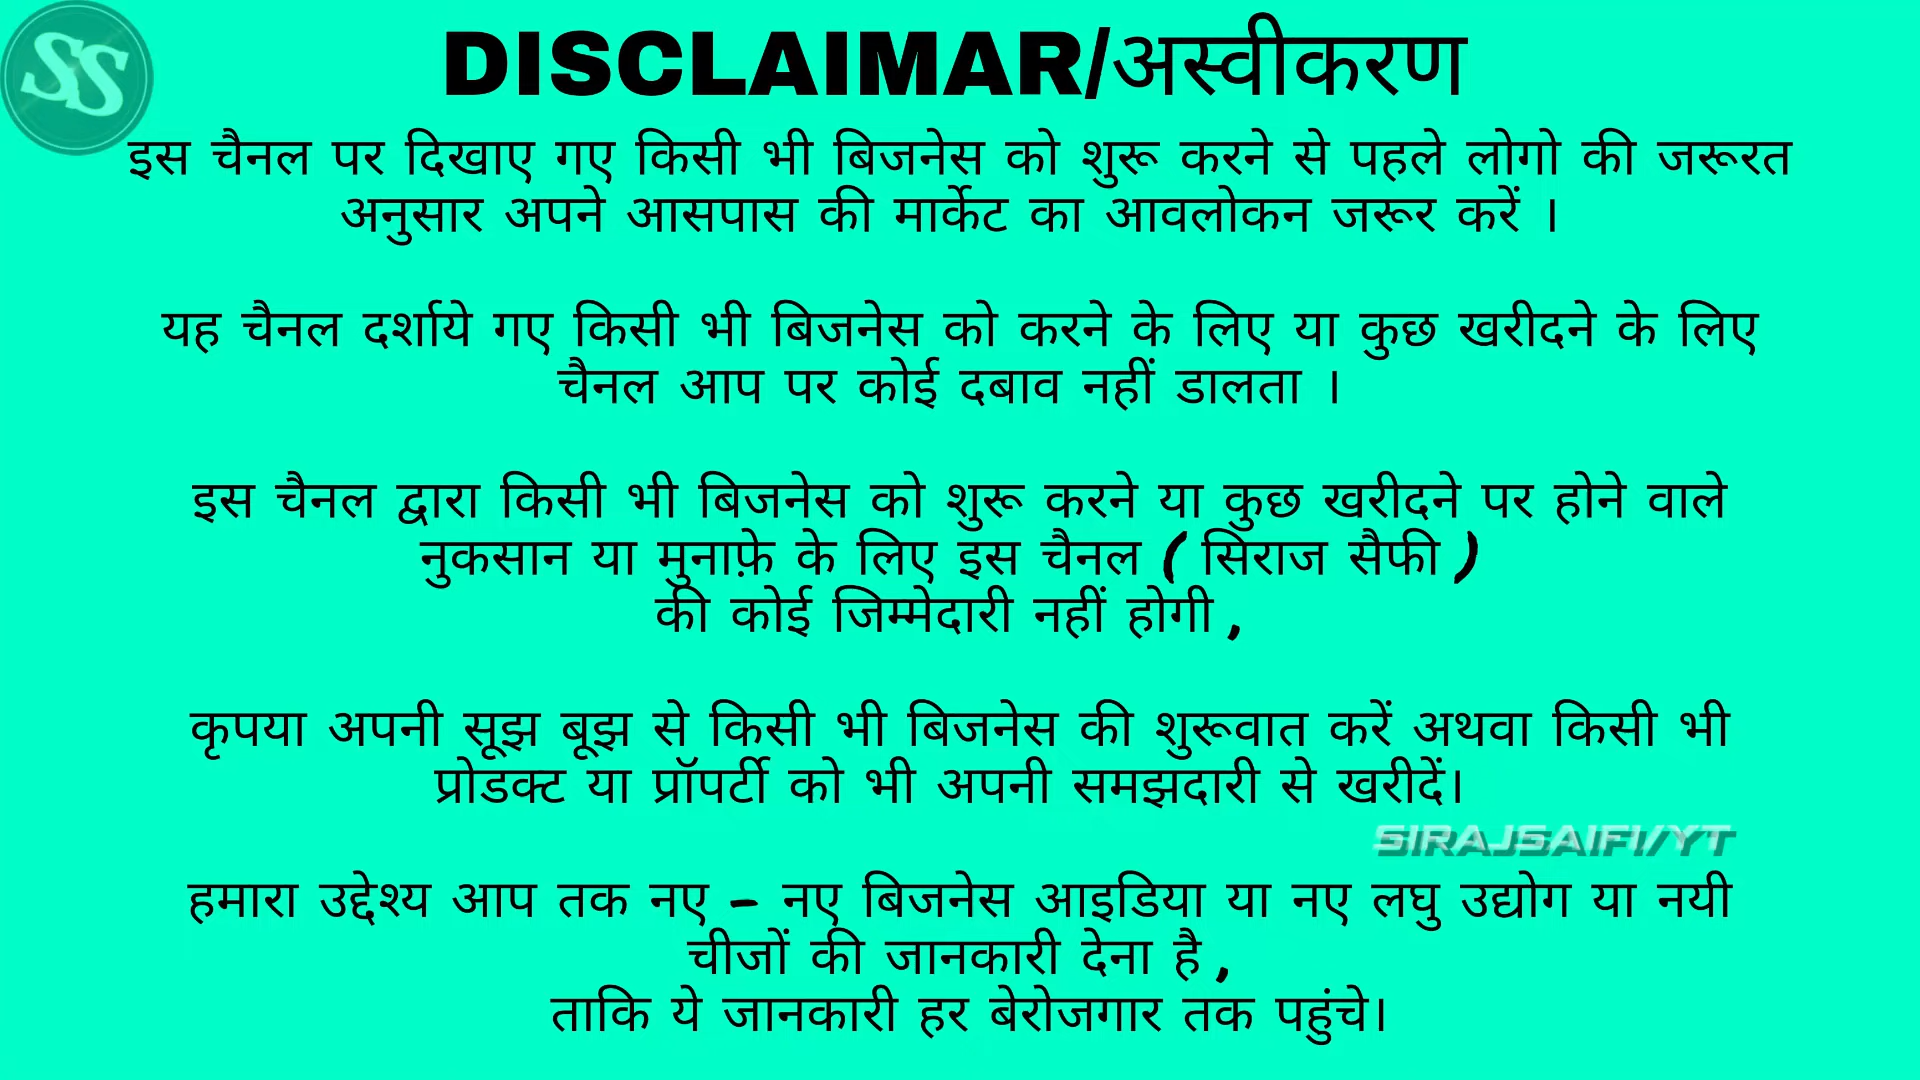 SS
DISCLAIMAR/अस्वीकरण
इस चैनल पर दिखाए गए किसी भी बिजनेस को शुरू करने से पहले लोगो की जरूरत
अनुसार अपने आसपास की मार्केट का आवलोकन जरूर करें ।
यह चैनल दर्शाये गए किसी भी बिजनेस को करने के लिए या कुछ खरीदने के लिए
चैनल आप पर कोई दबाव नहीं डालता ।
इस चैनल द्वारा किसी भी बिजनेस को शुरू करने या कुछ खरीदने पर होने वाले
नुकसान या मुनाफ़े के लिए इस चैनल ( सिराज सैफी )
की कोई जिम्मेदारी नहीं होगी ,
कृपया अपनी सूझ बूझ से किसी भी बिजनेस की शुरूवात करें अथवा किसी भी
प्रोडक्ट या प्रॉपर्टी को भी अपनी समझदारी से खरीदें।
SIRAJSAIFI/YT
हमारा उद्देश्य आप तक नए - नए बिजनेस आइडिया या नए लघु उद्योग या नयी
चीजों की जानकारी देना है ,
ताकि ये जानकारी हर बेरोजगार तक पहुंचे।